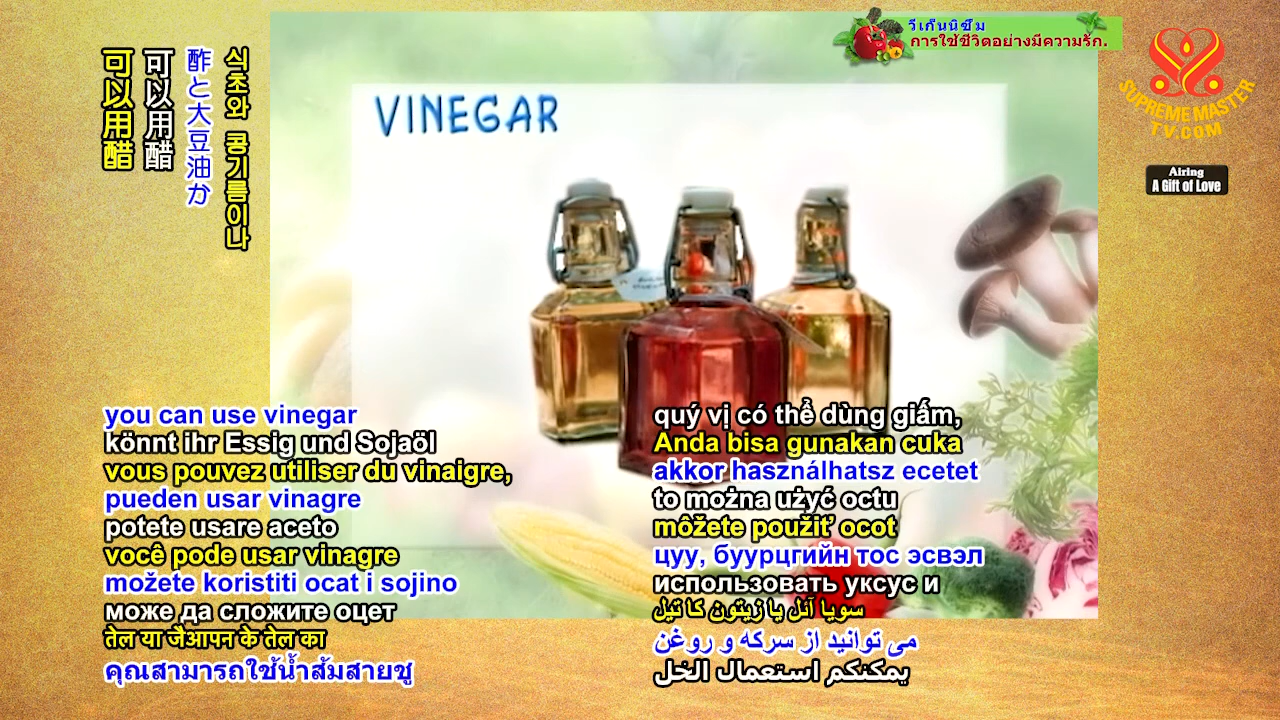 วีเก็นนิซึม
การใช้ชีวิตอย่างมีความรัก.
SUPREME MASTER
TV.COM
Airing
A Gift of Love
可以用醋
可以用醋
酢と大豆油か
식초와 콩기름이나
VINEGAR
you can use vinegar
könnt ihr Essig und Sojaöl
vous pouvez utiliser du vinaigre,
pueden usar vinagre
potete usare aceto
você pode usar vinagre
možete koristiti ocat i sojino
може да сложите оцет
तेल या जैआपन के तेल का
คุณสามารถใช้น้ำส้มสายชู
quý vị có thể dùng giấm,
Anda bisa gunakan cuka
akkor használhatsz ecetet
to można użyć octu
môžete použiť ocot
цуу, буурцгийн тос эсвэл
использовать уксус и
سویا آئل یا زیتون کا تیل
می توانید از سرکه و روغن
يمكنكم استعمال الخل